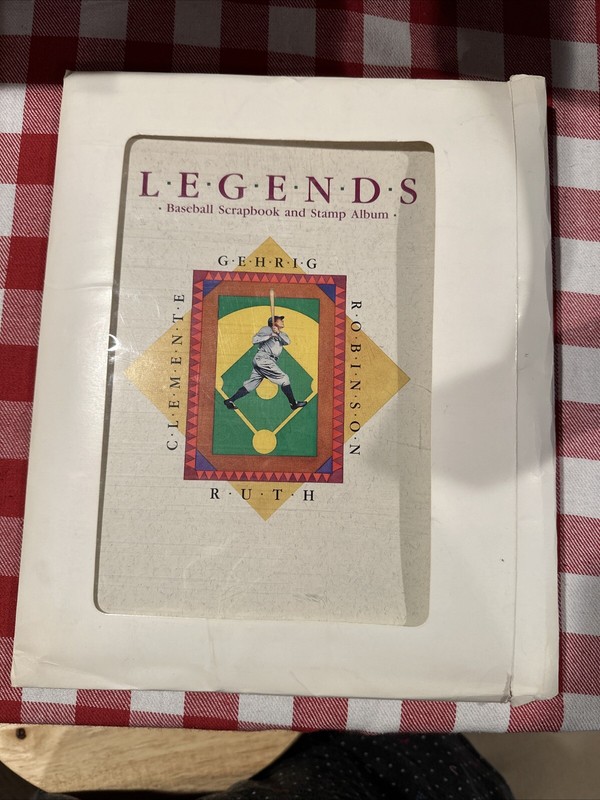 L·E·G·E·N·D·S
· Baseball Scrapbook and Stamp Album ·
G·E·H·R·I·G
C·L·E·M·E·N·T·E
R·O·B·I·N·S·O·N
R·U·T·H